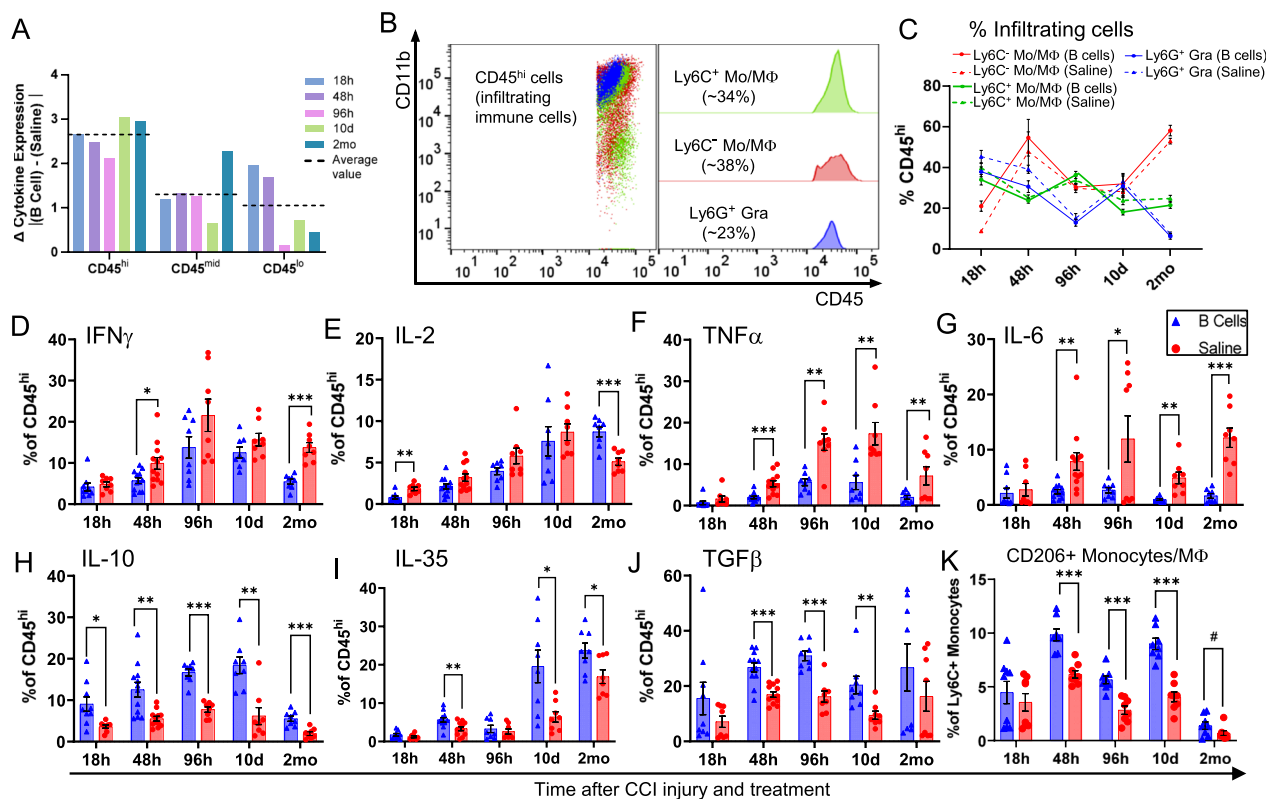 A
Δ Cytokine Expression
|(B Cell) - (Saline) |
4
3
2
1
0
CD45hi
CD45mid
CD45lo
18h
48h
96h
10d
2mo
Average
value
B
CD11b
10⁵
10⁴
10³
10²
10¹
CD45hi cells
(infiltrating
immune cells)
Ly6C⁺ Mo/MΦ
(~34%)
Ly6C⁻ Mo/MΦ
(~38%)
Ly6G⁺ Gra
(~23%)
10¹ 10² 10³ 10⁴ 10⁵ 10¹ 10² 10³ 10⁴ 10⁵
CD45
C
% Infiltrating cells
Ly6C⁻ Mo/MΦ (B cells)
Ly6C⁻ Mo/MΦ (Saline)
Ly6C⁺ Mo/MΦ (B cells)
Ly6C⁺ Mo/MΦ (Saline)
Ly6G⁺ Gra (B cells)
Ly6G⁺ Gra (Saline)
% CD45hi
80
60
40
20
0
18h 48h 96h 10d 2mo
D
IFNγ
%of CD45hi
40
30
20
10
0
* ***
18h 48h 96h 10d 2mo
E
IL-2
%of CD45hi
20
15
10
5
0
** ***
18h 48h 96h 10d 2mo
F
TNFα
%of CD45hi
40
30
20
10
0
*** ** ** **
18h 48h 96h 10d 2mo
G
IL-6
B Cells
Saline
%of CD45hi
30
20
10
0
** * ** ***
18h 48h 96h 10d 2mo
H
IL-10
%of CD45hi
40
30
20
10
0
* ** *** ** ***
18h 48h 96h 10d 2mo
I
IL-35
%of CD45hi
40
30
20
10
0
** * *
18h 48h 96h 10d 2mo
J
TGFβ
%of CD45hi
60
40
20
0
*** *** **
18h 48h 96h 10d 2mo
K
CD206+ Monocytes/MΦ
%of Ly6C+ Monocytes
15
10
5
0
*** *** *** #
18h 48h 96h 10d 2mo
Time after CCI injury and treatment